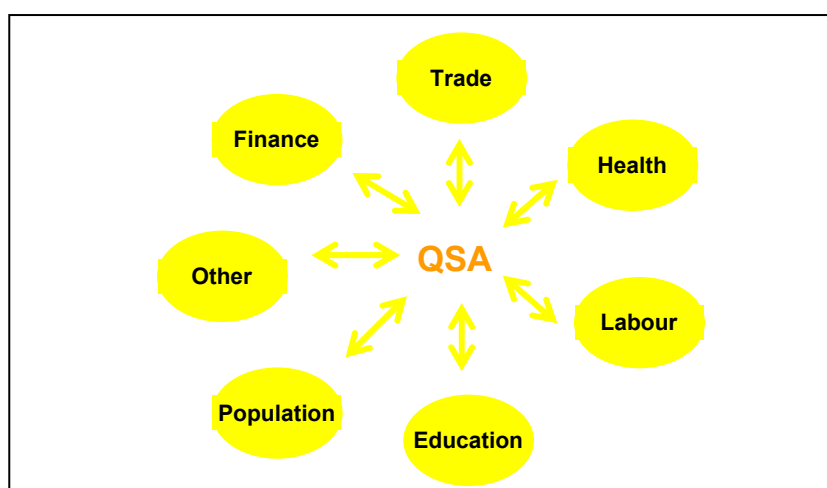 Trade
Finance
Health
QSA
Other
Labour
Population
Education